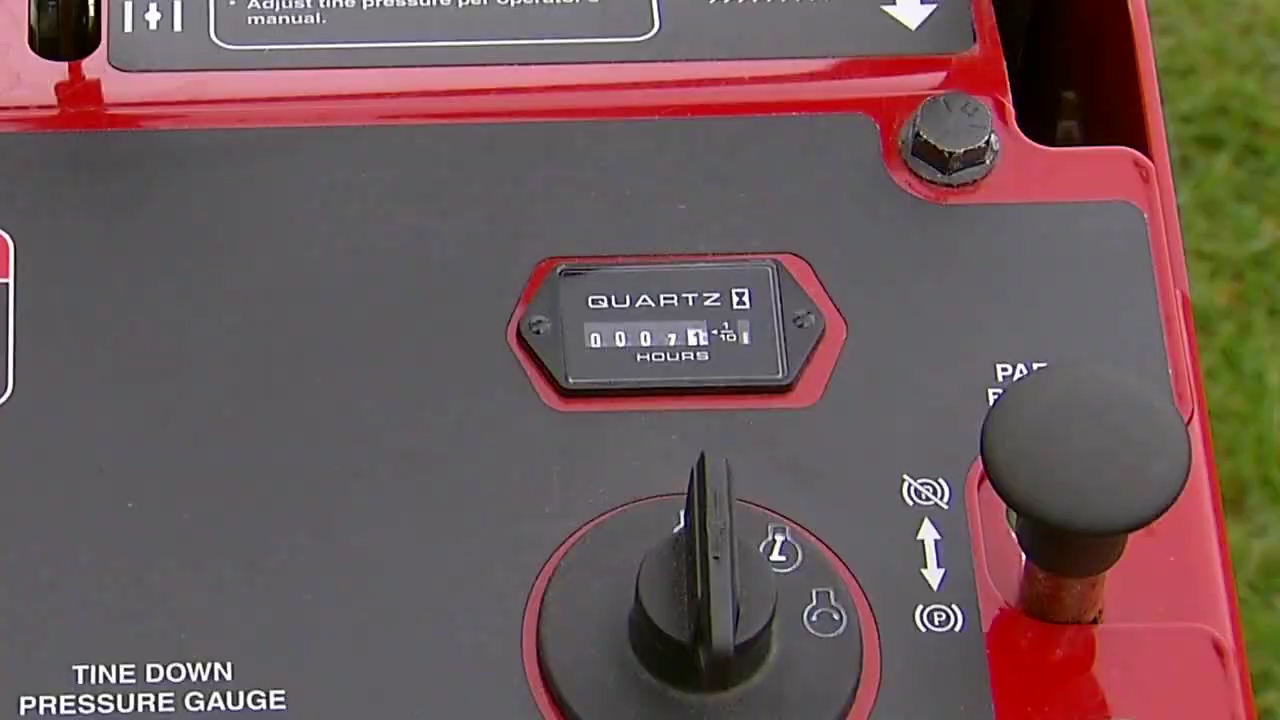 • Adjust tine pressure per operator's
manual.
QUARTZ
0 0 0 7 1 1/10
HOURS
P
P
TINE DOWN
PRESSURE GAUGE